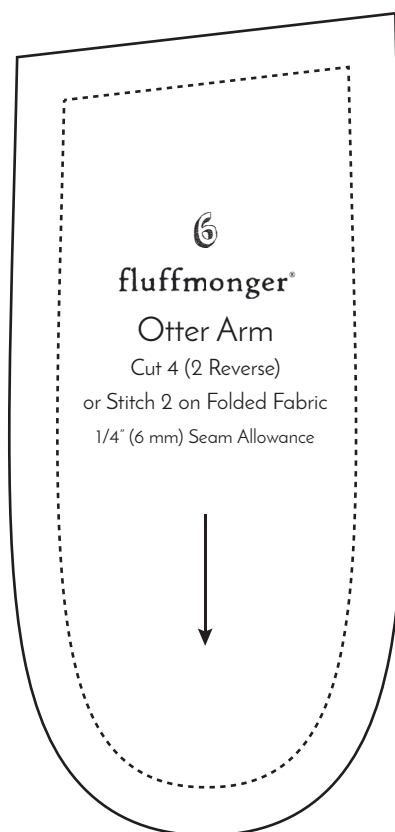 6
fluffmonger®
Otter Arm
Cut 4 (2 Reverse)
or Stitch 2 on Folded Fabric
1/4" (6 mm) Seam Allowance